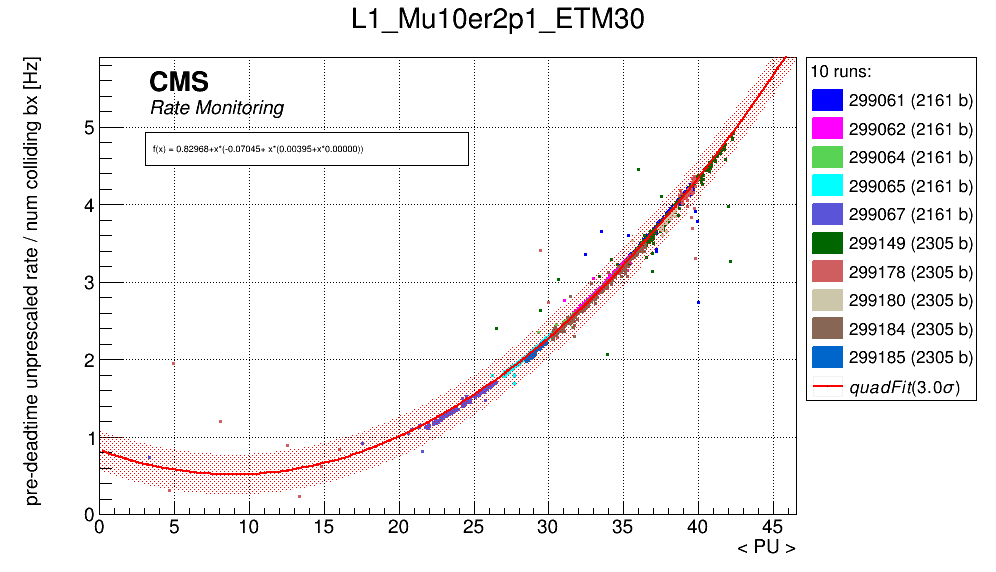 L1_Mu10er2p1_ETM30
pre-deadtime unprescaled rate / num colliding bx [Hz]
CMS
Rate Monitoring
f(x) = 0.82968+x*(-0.07045+ x*(0.00395+x*0.00000))
5
4
3
2
1
0
0 5 10 15 20 25 30 35 40 45
< PU >
10 runs:
299061 (2161 b)
299062 (2161 b)
299064 (2161 b)
299065 (2161 b)
299067 (2161 b)
299149 (2305 b)
299178 (2305 b)
299180 (2305 b)
299184 (2305 b)
299185 (2305 b)
quadFit(3.0σ)